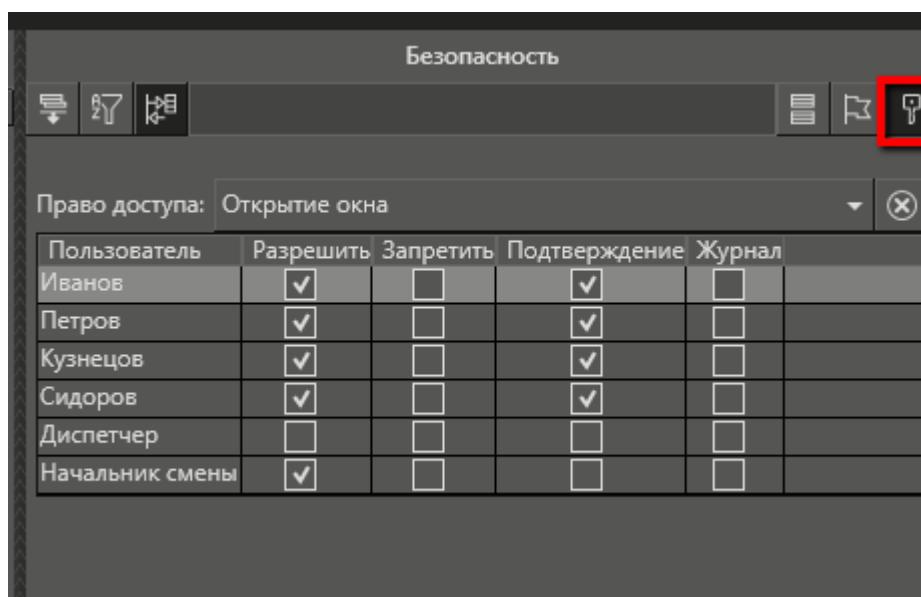 Безопасность
Право доступа: Открытие окна
Пользователь Разрешить Запретить Подтверждение Журнал
Иванов
Петров
Кузнецов
Сидоров
Диспетчер
Начальник смены